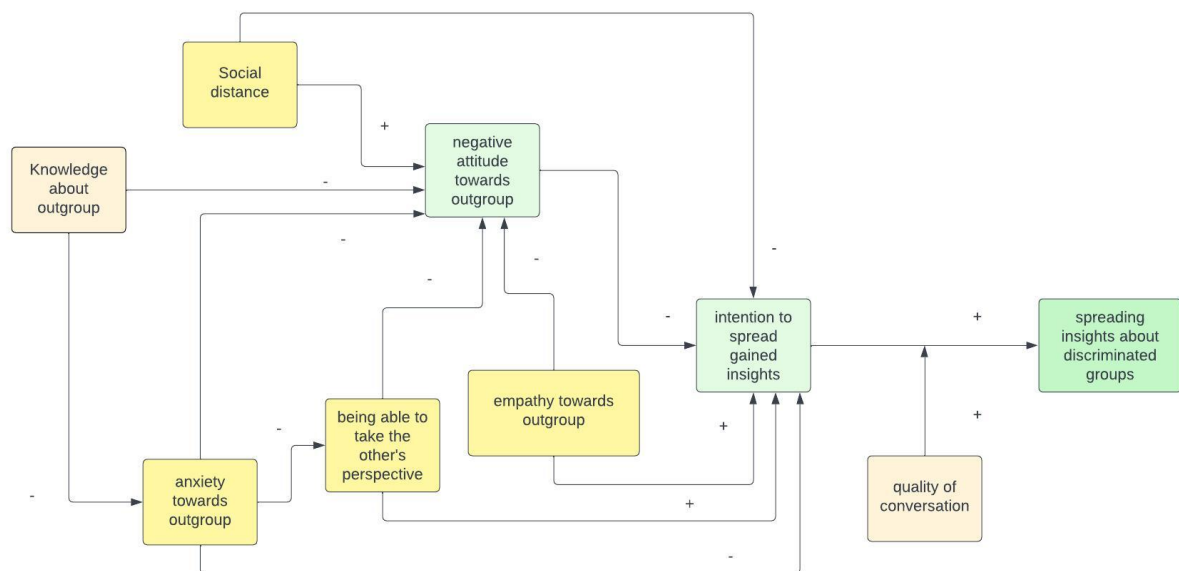 Social
distance
+
negative
attitude
towards
outgroup
Knowledge
about
outgroup
-
-
-
-
-
-
intention to
spread
gained
insights
+
spreading
insights about
discriminated
groups
empathy towards
outgroup
being able to
take the
other's
perspective
-
+
+
anxiety
towards
outgroup
-
quality of
conversation
+
-